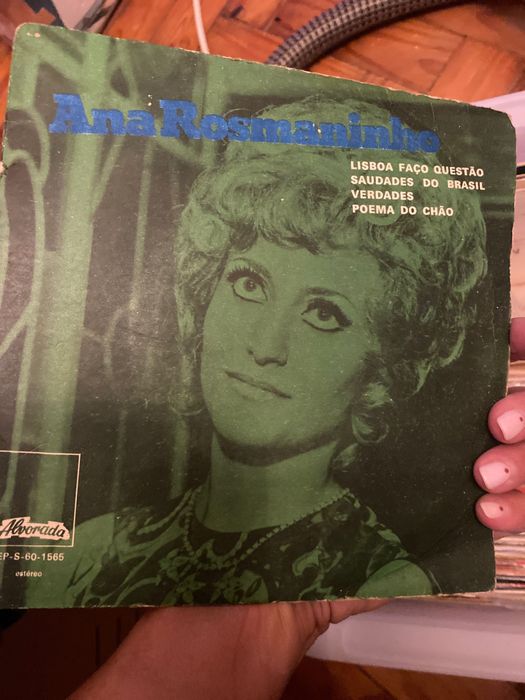 Ana Rosmaninho
LISBOA FAÇO QUESTÃO
SAUDADES DO BRASIL
VERDADES
POEMA DO CHÃO
Alvorada
EP-S-60-1565
estéreo